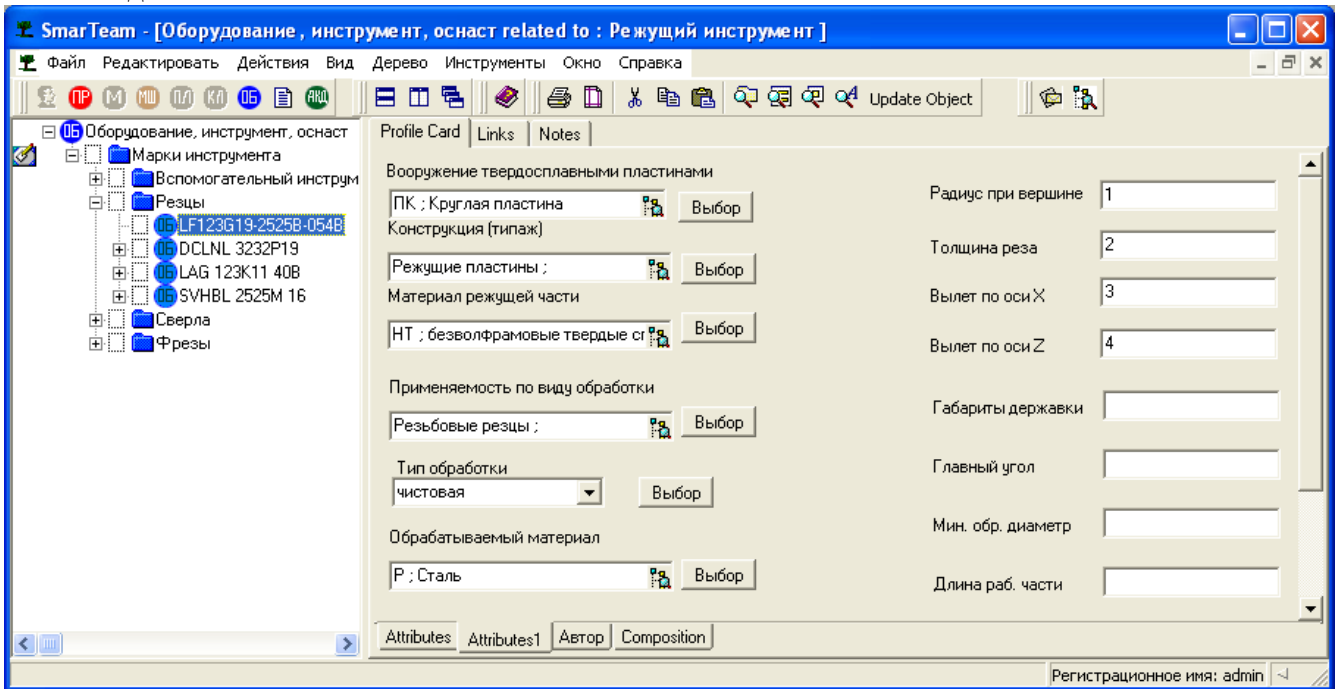 SmarTeam - [Оборудование , инструмент, оснаст related to : Режущий инструмент ]
Файл Редактировать Действия Вид Дерево Инструменты Окно Справка
ПР М МШ ПЛ КЛ ОБ АКД Update Object
ОБ Оборудование, инструмент, оснаст
Марки инструмента
Вспомогательный инструм
Резцы
ОБ LF123G19-2525B-054B
ОБ DCLNL 3232P19
ОБ LAG 123K11 40B
ОБ SVHBL 2525M 16
Сверла
Фрезы
Profile Card Links Notes
Вооружение твердосплавными пластинами
ПК ; Круглая пластина Выбор
Конструкция (типаж)
Режущие пластины ; Выбор
Материал режущей части
НТ ; безволфрамовые твердые сп Выбор
Применяемость по виду обработки
Резьбовые резцы ; Выбор
Тип обработки
чистовая Выбор
Обрабатываемый материал
Р ; Сталь Выбор
Радиус при вершине 1
Толщина реза 2
Вылет по оси X 3
Вылет по оси Z 4
Габариты державки
Главный угол
Мин. обр. диаметр
Длина раб. части
Attributes Attributes1 Автор Composition
Регистрационное имя: admin